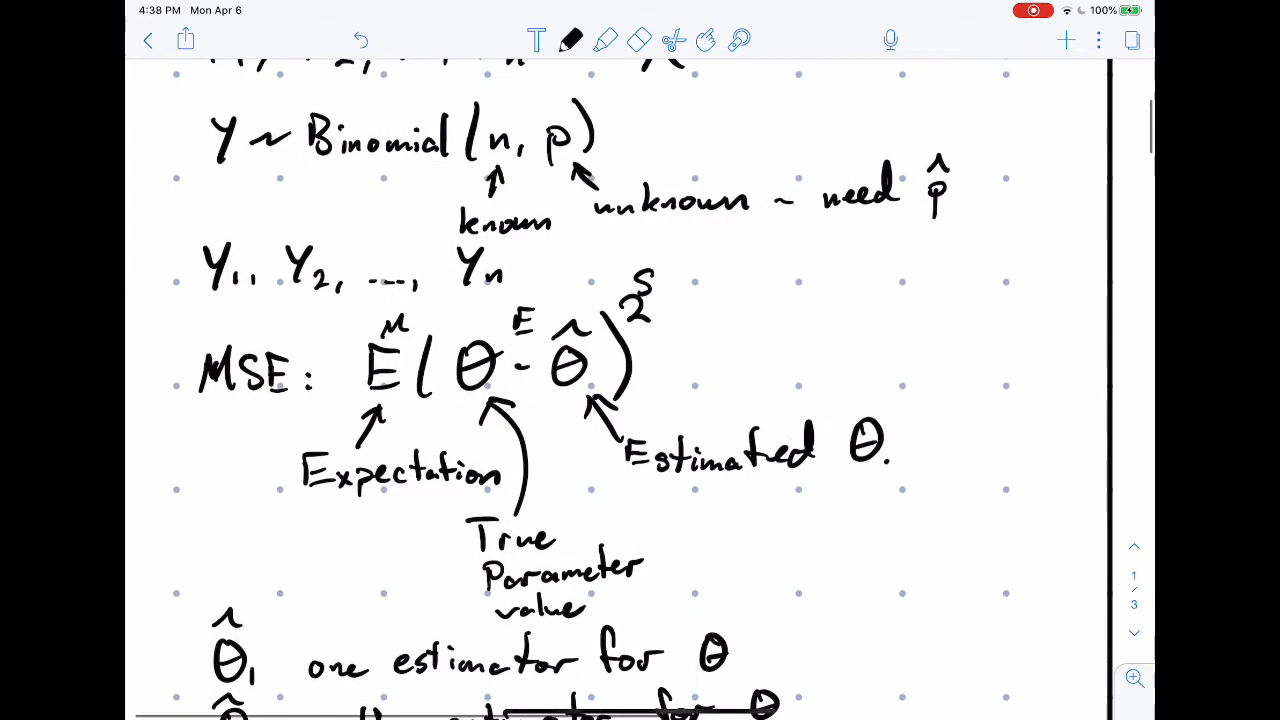 4:38 PM Mon Apr 6
100%
Y ~ Binomial (n, p)
known
unknown ~ need p̂
Y₁, Y₂, ..., Yₙ
M E S
MSE: E(θ - θ̂)²
Expectation
Estimated θ.
True
Parameter
value
θ̂₁ one estimator for θ
1
/
3